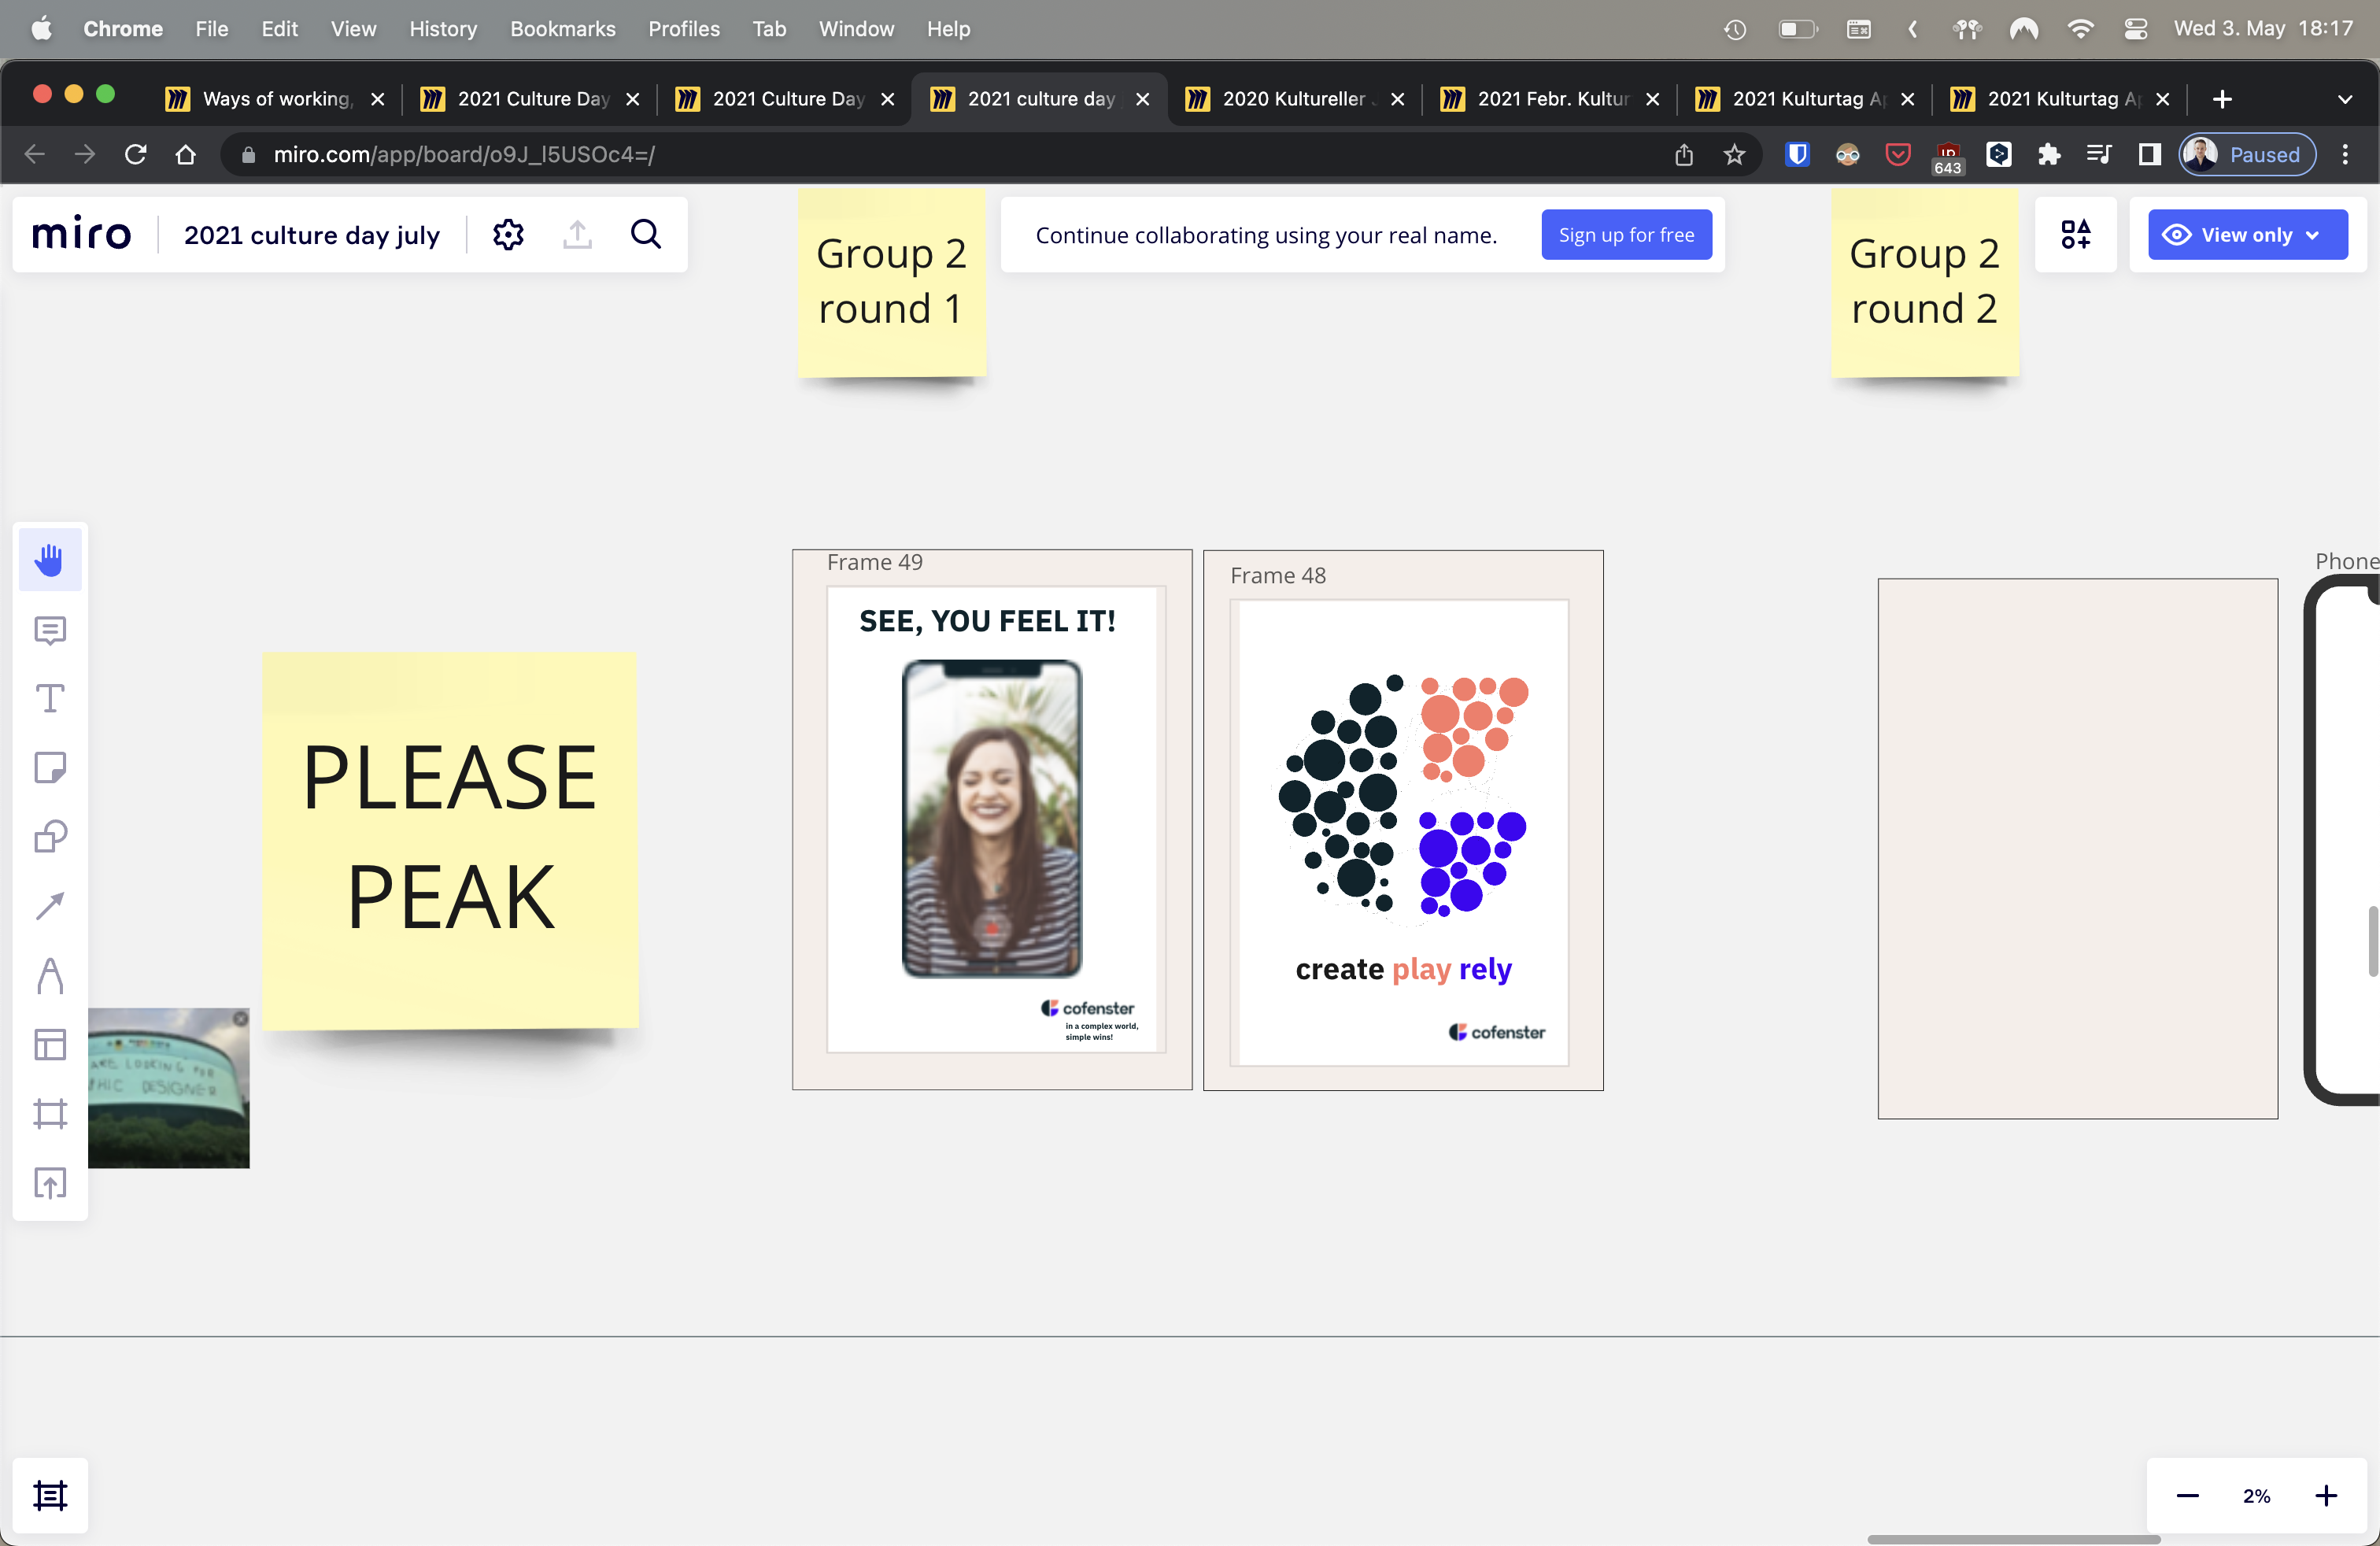 Chrome File Edit View History Bookmarks Profiles Tab Window Help
Wed 3. May 18:17
Ways of working,
2021 Culture Day
2021 Culture Day
2021 culture day
2020 Kultureller
2021 Febr. Kultur
2021 Kulturtag Ap
2021 Kulturtag Ap
miro.com/app/board/o9J_l5USOc4=/
643
Paused
miro
2021 culture day july
Group 2
round 1
Continue collaborating using your real name.
Sign up for free
Group 2
round 2
View only
Frame 49
Frame 48
Phone
SEE, YOU FEEL IT!
PLEASE
PEAK
create play rely
cofenster
in a complex world,
simple wins!
cofenster
ARE LOOKING FOR
PHIC DESIGNER
2%